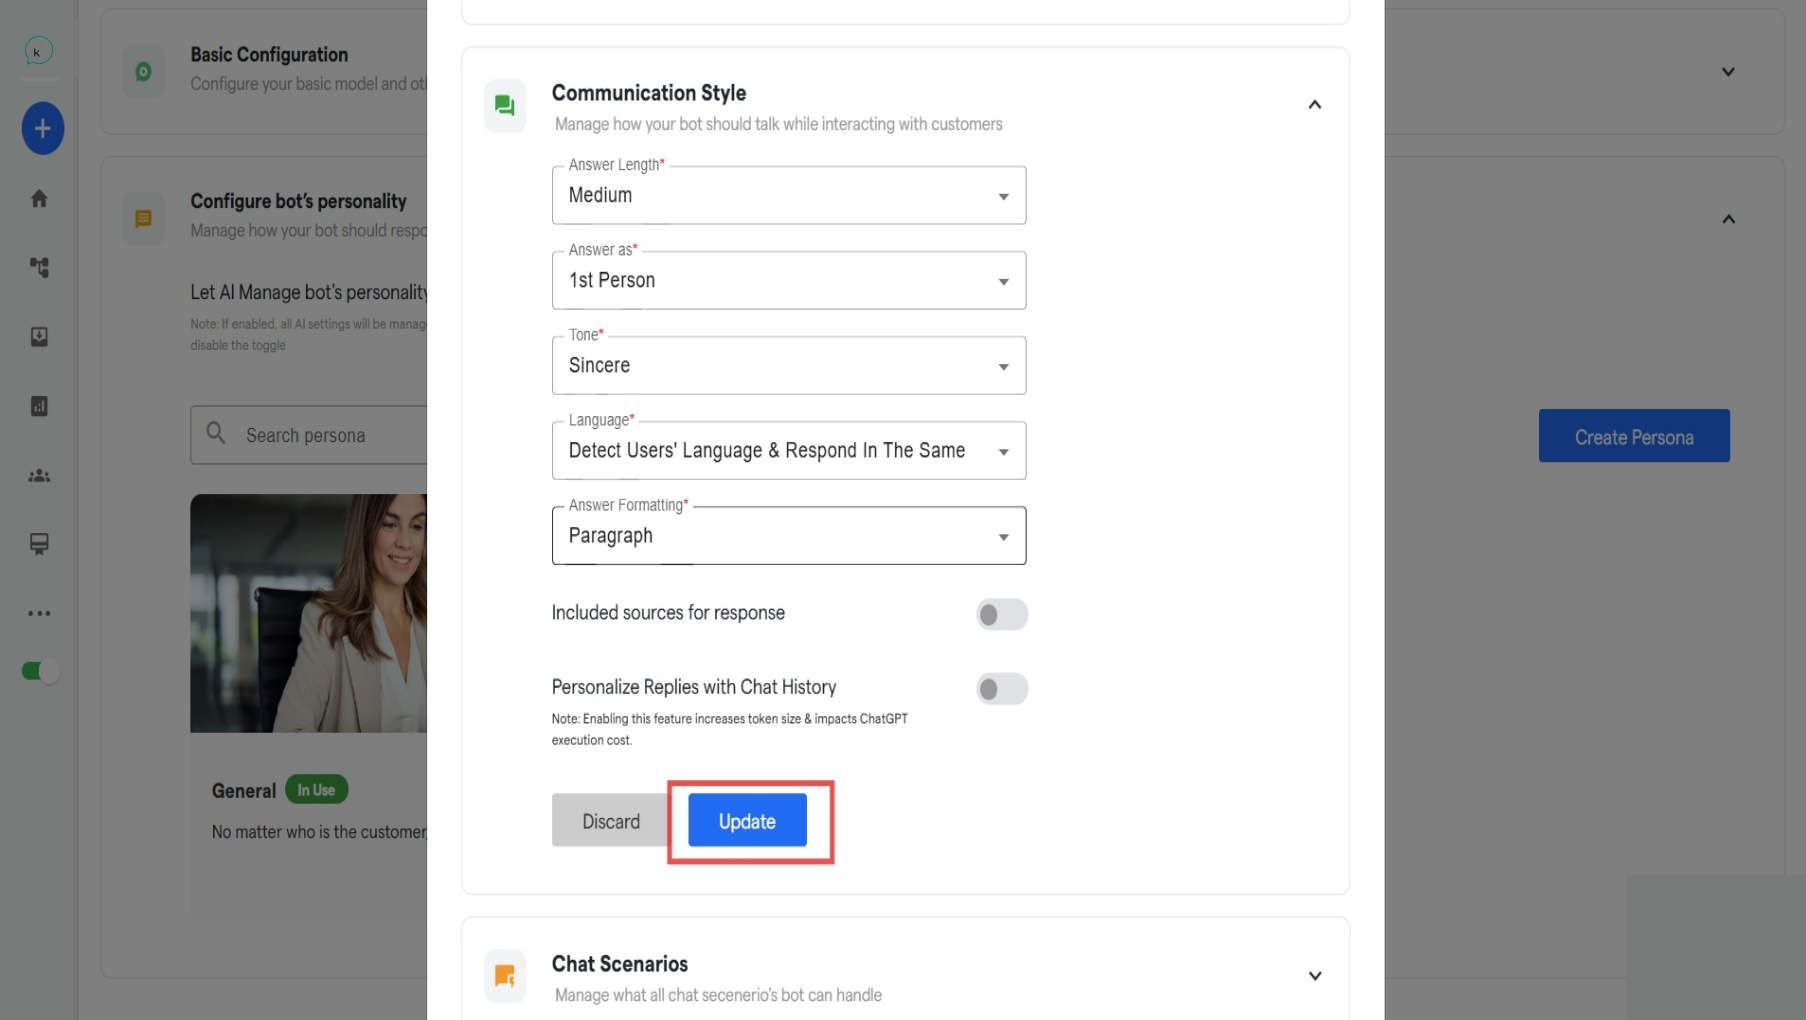 k
Basic Configuration
Configure your basic model and ot
Configure bot's personality
Manage how your bot should respo
Let AI Manage bot's personality
Note: If enabled, all AI settings will be manag
disable the toggle
Search persona
General In Use
No matter who is the customer,
Communication Style
Manage how your bot should talk while interacting with customers
Answer Length*
Medium
Answer as*
1st Person
Tone*
Sincere
Language*
Detect Users' Language & Respond In The Same
Answer Formatting*
Paragraph
Included sources for response
Personalize Replies with Chat History
Note: Enabling this feature increases token size & impacts ChatGPT
execution cost.
Discard Update
Chat Scenarios
Manage what all chat secenerio's bot can handle
Create Persona